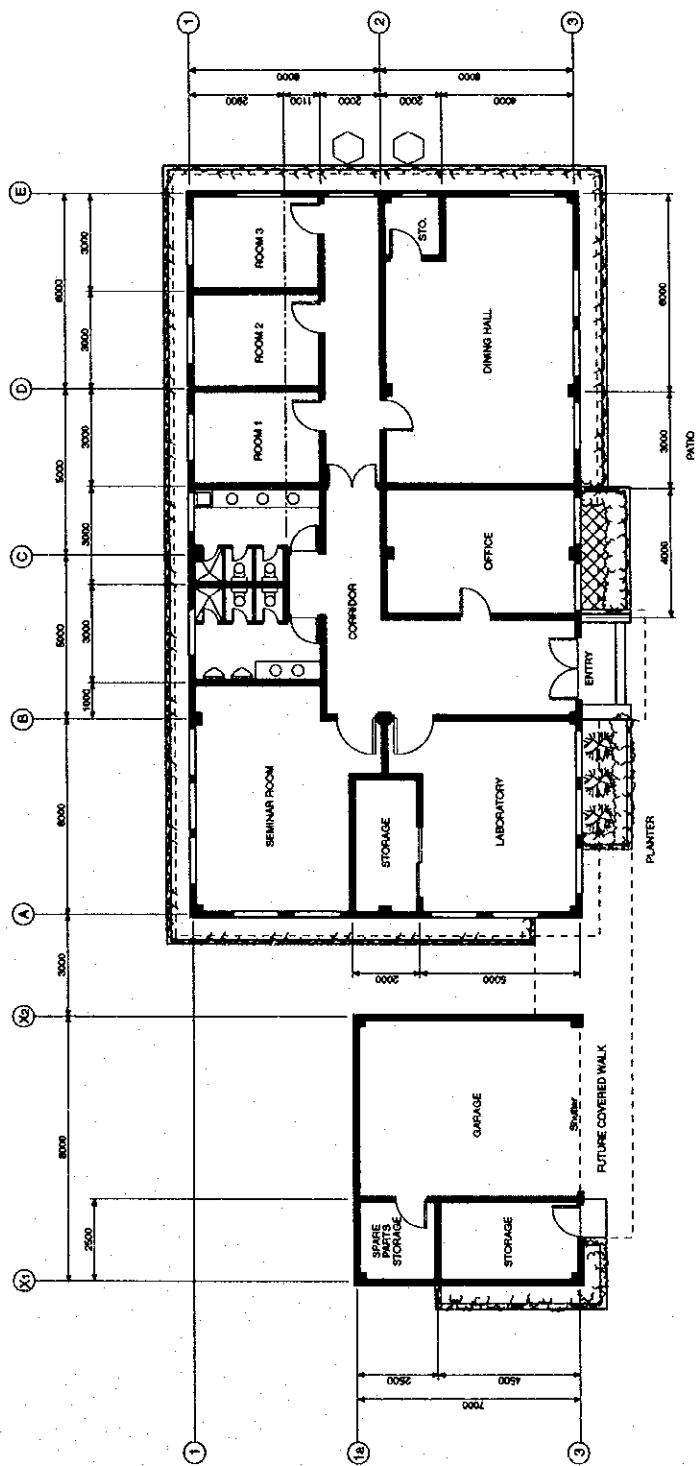 X1
X2
A
B
C
D
E
8000
3000
6000
5000
5000
6000
2500
1000
3000
3000
3000
3000
3000
1
1
ROOM 1
ROOM 2
ROOM 3
2900
6000
1100
2000
SEMINAR ROOM
CORRIDOR
1a
2
SPARE
PARTS
STORAGE
2500
2000
STORAGE
STO.
2000
7000
GARAGE
4500
STORAGE
5000
LABORATORY
OFFICE
DINING HALL
4000
6000
3
Shutter
ENTRY
3
FUTURE COVERED WALK
PLANTER
4000
3000
6000
PATIO